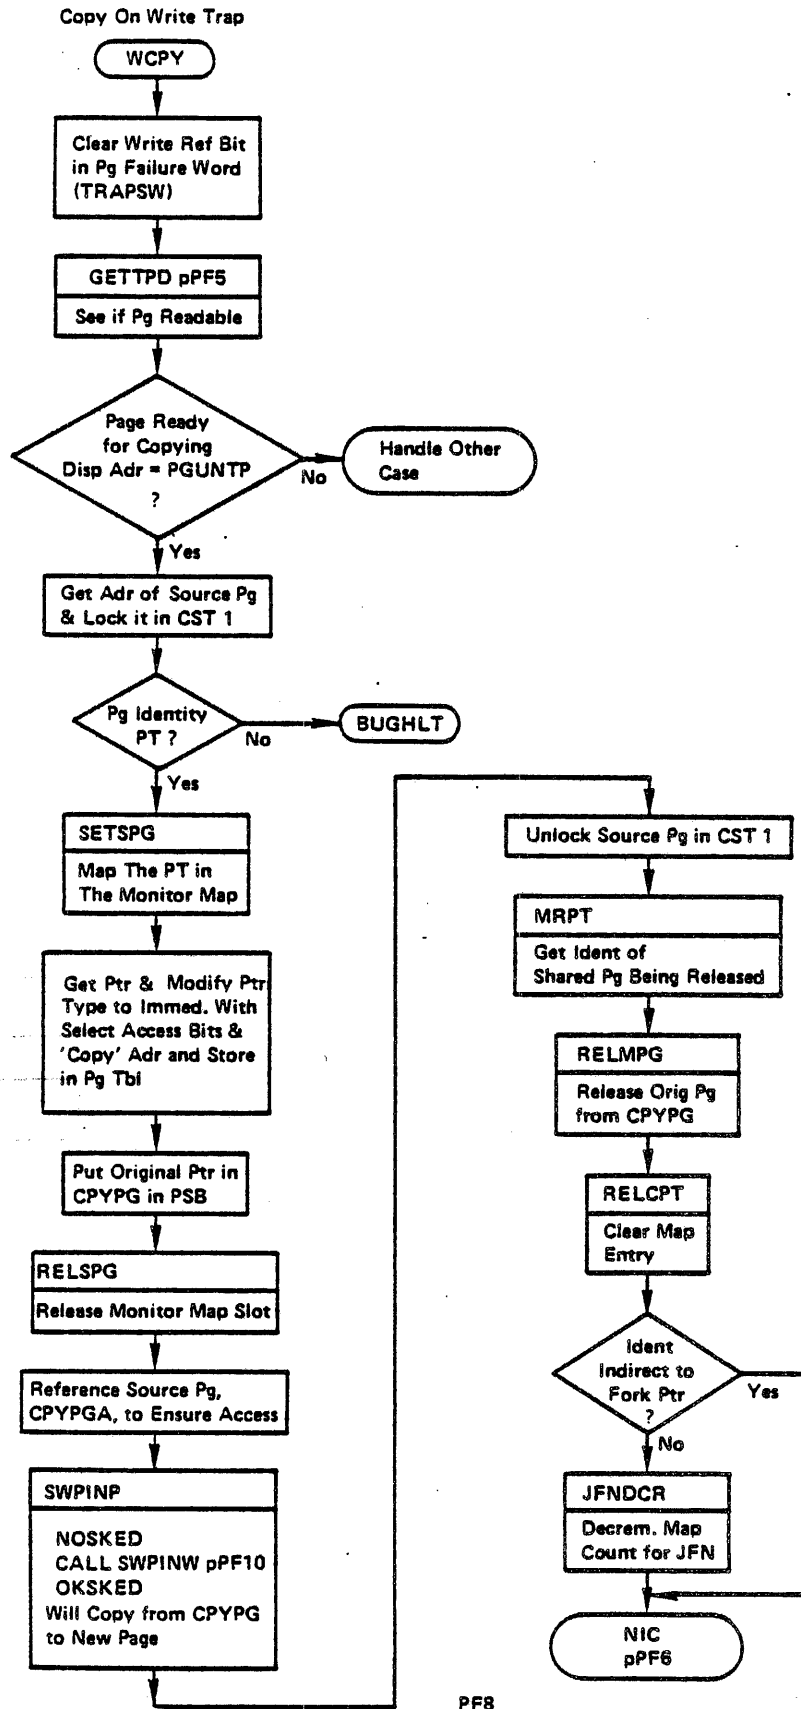 Copy On Write Trap
WCPY
Clear Write Ref Bit
in Pg Failure Word
(TRAPSW)
GETTPD pPF5
See if Pg Readable
Page Ready
for Copying
Disp Adr = PGUNTP
?
No
Handle Other
Case
Yes
Get Adr of Source Pg
& Lock it in CST 1
Pg Identity
PT ?
No
BUGHLT
Yes
SETSPG
Map The PT in
The Monitor Map
Get Ptr & Modify Ptr
Type to Immed. With
Select Access Bits &
'Copy' Adr and Store
in Pg Tbl
Put Original Ptr in
CPYPG in PSB
RELSPG
Release Monitor Map Slot
Reference Source Pg,
CPYPGA, to Ensure Access
SWPINP
NOSKED
CALL SWPINW pPF10
OKSKED
Will Copy from CPYPG
to New Page
Unlock Source Pg in CST 1
MRPT
Get Ident of
Shared Pg Being Released
RELMPG
Release Orig Pg
from CPYPG
RELCPT
Clear Map
Entry
Ident
Indirect to
Fork Ptr
?
Yes
No
JFNDCR
Decrem. Map
Count for JFN
NIC
pPF6
PF8